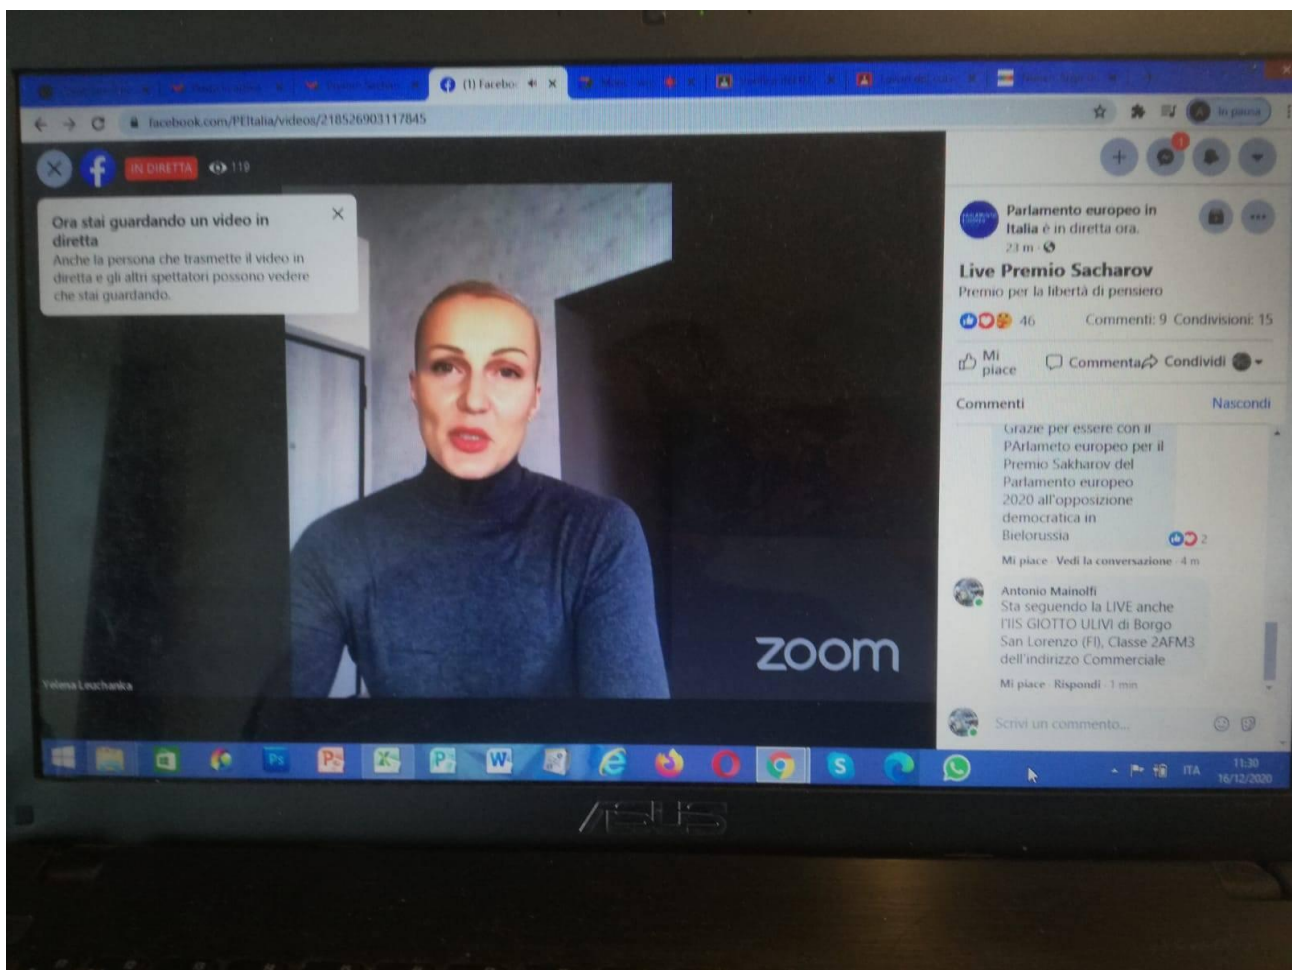 (1) Facebo
facebook.com/PEItalia/videos/218526903117845
In pausa
IN DIRETTA
119
1
Ora stai guardando un video in
diretta
Anche la persona che trasmette il video in
diretta e gli altri spettatori possono vedere
che stai guardando.
zoom
Yelena Leuchanka
Parlamento europeo in
Italia è in diretta ora.
23 m
Live Premio Sacharov
Premio per la libertà di pensiero
46 Commenti: 9 Condivisioni: 15
Mi
piace
Commenta Condividi
Commenti Nascondi
Grazie per essere con il
PArlameto europeo per il
Premio Sakharov del
Parlamento europeo
2020 all'opposizione
democratica in
Bielorussia
2
Mi piace · Vedi la conversazione · 4 m
Antonio Mainolfi
Sta seguendo la LIVE anche
l'IIS GIOTTO ULIVI di Borgo
San Lorenzo (FI), Classe 2AFM3
dell'indirizzo Commerciale
Mi piace · Rispondi · 1 min
Scrivi un commento...
ITA
11:30
16/12/2020
ASUS